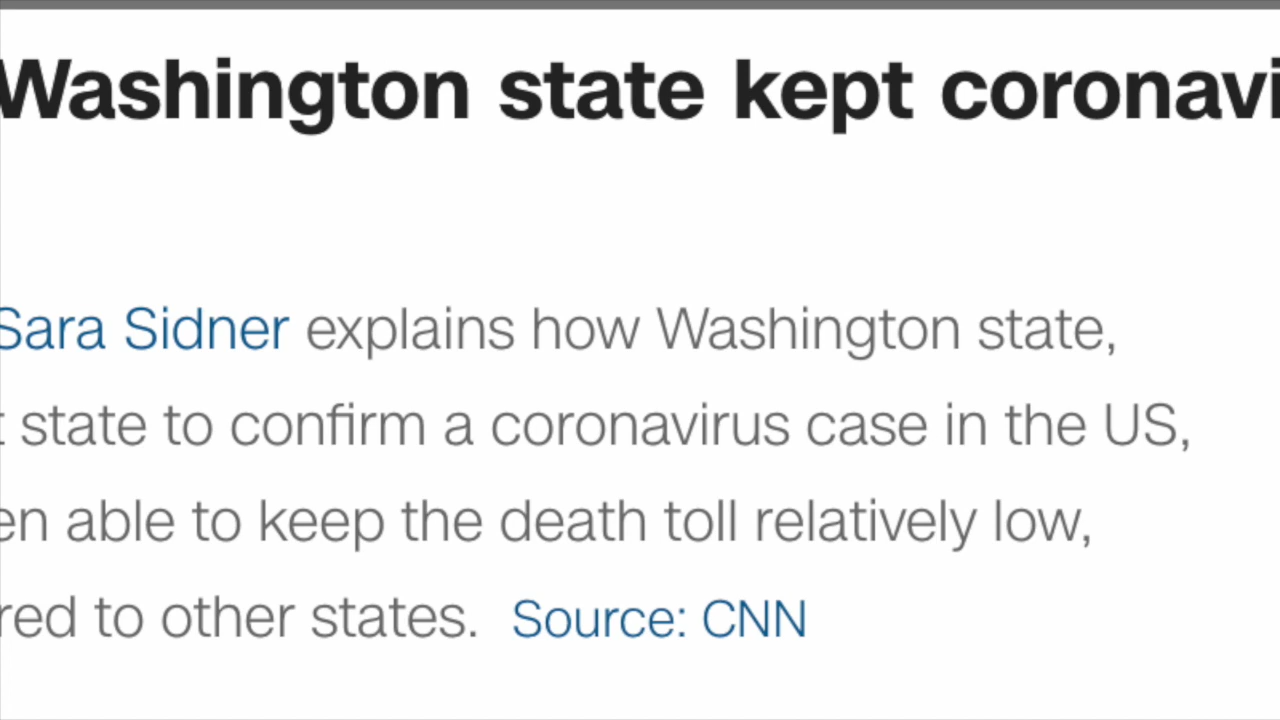 Washington state kept coronavi
Sara Sidner explains how Washington state,
t state to confirm a coronavirus case in the US,
en able to keep the death toll relatively low,
red to other states. Source: CNN